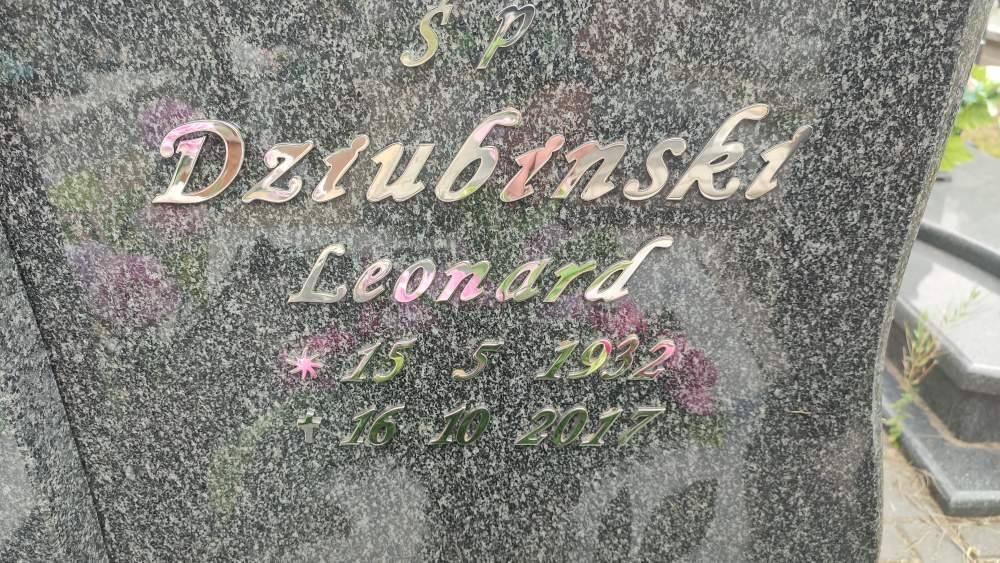 S P
Dziubinski
Leonard
* 15 5 1932
† 16 10 2017